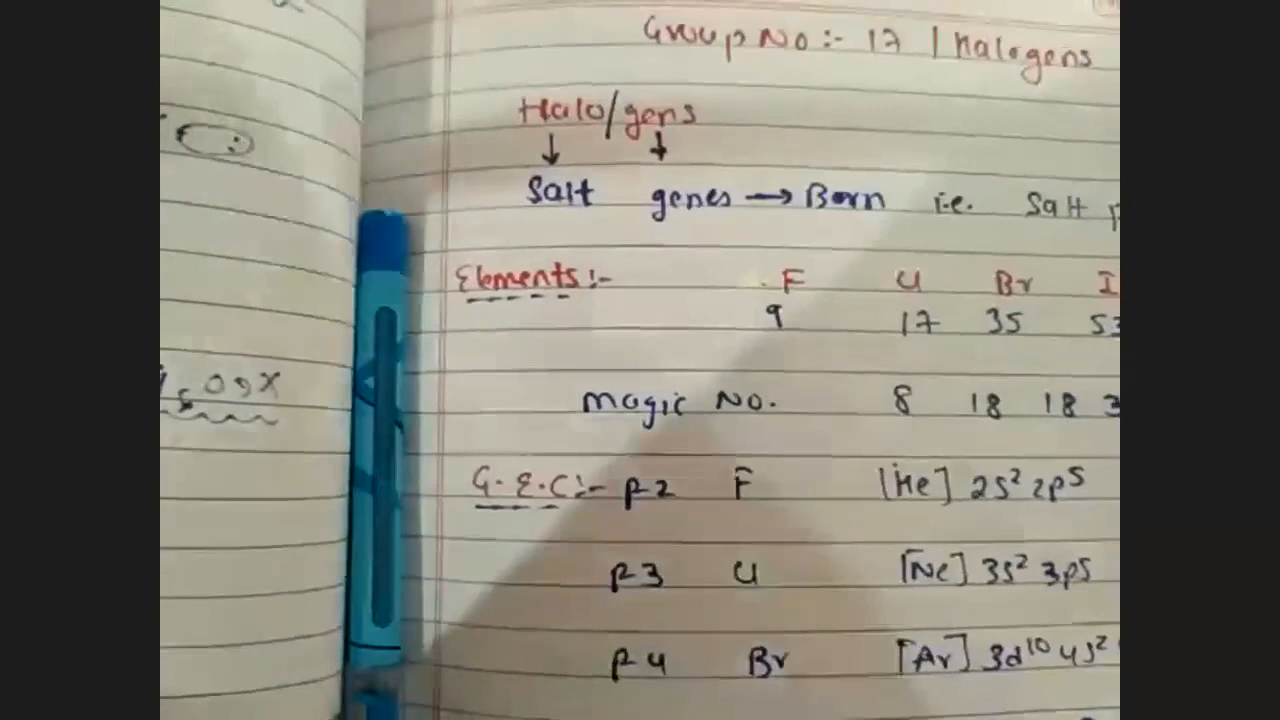 Group No :- 17 / Halogens
Halo/gens
↓ ↓
Salt genes → Born i.e. Salt
Elements :- F Cl Br I
9 17 35 53
Magic No. 8 18 18
G.E.C :- P2 F [He] 2s² 2p⁵
P3 Cl [Ne] 3s² 3p⁵
P4 Br [Ar] 3d¹⁰ 4s²